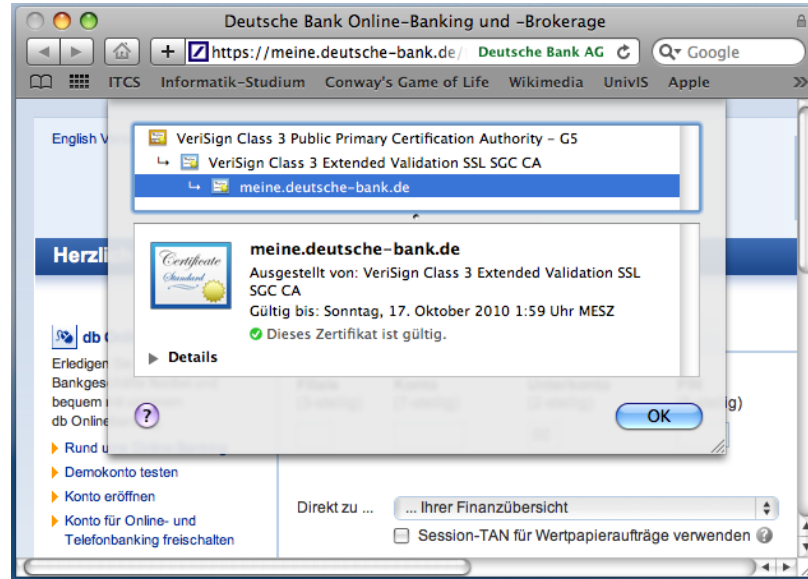 Deutsche Bank Online-Banking und -Brokerage
https://meine.deutsche-bank.de/ Deutsche Bank AG Google
ITCS Informatik-Studium Conway's Game of Life Wikimedia UnivIS Apple
English
VeriSign Class 3 Public Primary Certification Authority - G5
VeriSign Class 3 Extended Validation SSL SGC CA
meine.deutsche-bank.de
Certificate
Standard
meine.deutsche-bank.de
Ausgestellt von: VeriSign Class 3 Extended Validation SSL
SGC CA
Gültig bis: Sonntag, 17. Oktober 2010 1:59 Uhr MESZ
Dieses Zertifikat ist gültig.
Details
?
OK
Herzli
db
Erledigen
Bankges
bequem
db Online
Rund u
Demokonto testen
Konto eröffnen
Konto für Online- und
Telefonbanking freischalten
Direkt zu ... ... Ihrer Finanzübersicht
Session-TAN für Wertpapieraufträge verwenden ?